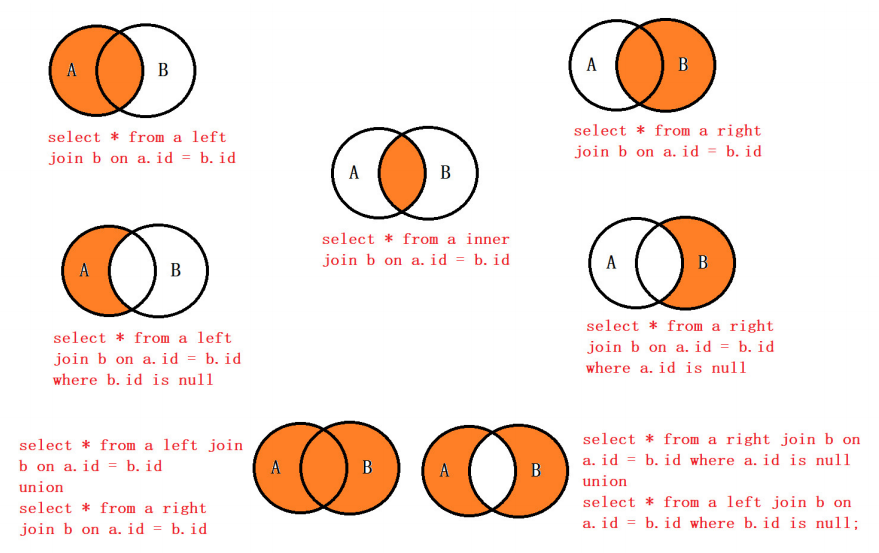 A B
select * from a left
join b on a.id = b.id
A B
select * from a right
join b on a.id = b.id
A B
select * from a inner
join b on a.id = b.id
A B
select * from a left
join b on a.id = b.id
where b.id is null
A B
select * from a right
join b on a.id = b.id
where a.id is null
select * from a left join
b on a.id = b.id
union
select * from a right
join b on a.id = b.id
A B
A B
select * from a right join b on
a.id = b.id where a.id is null
union
select * from a left join b on
a.id = b.id where b.id is null;